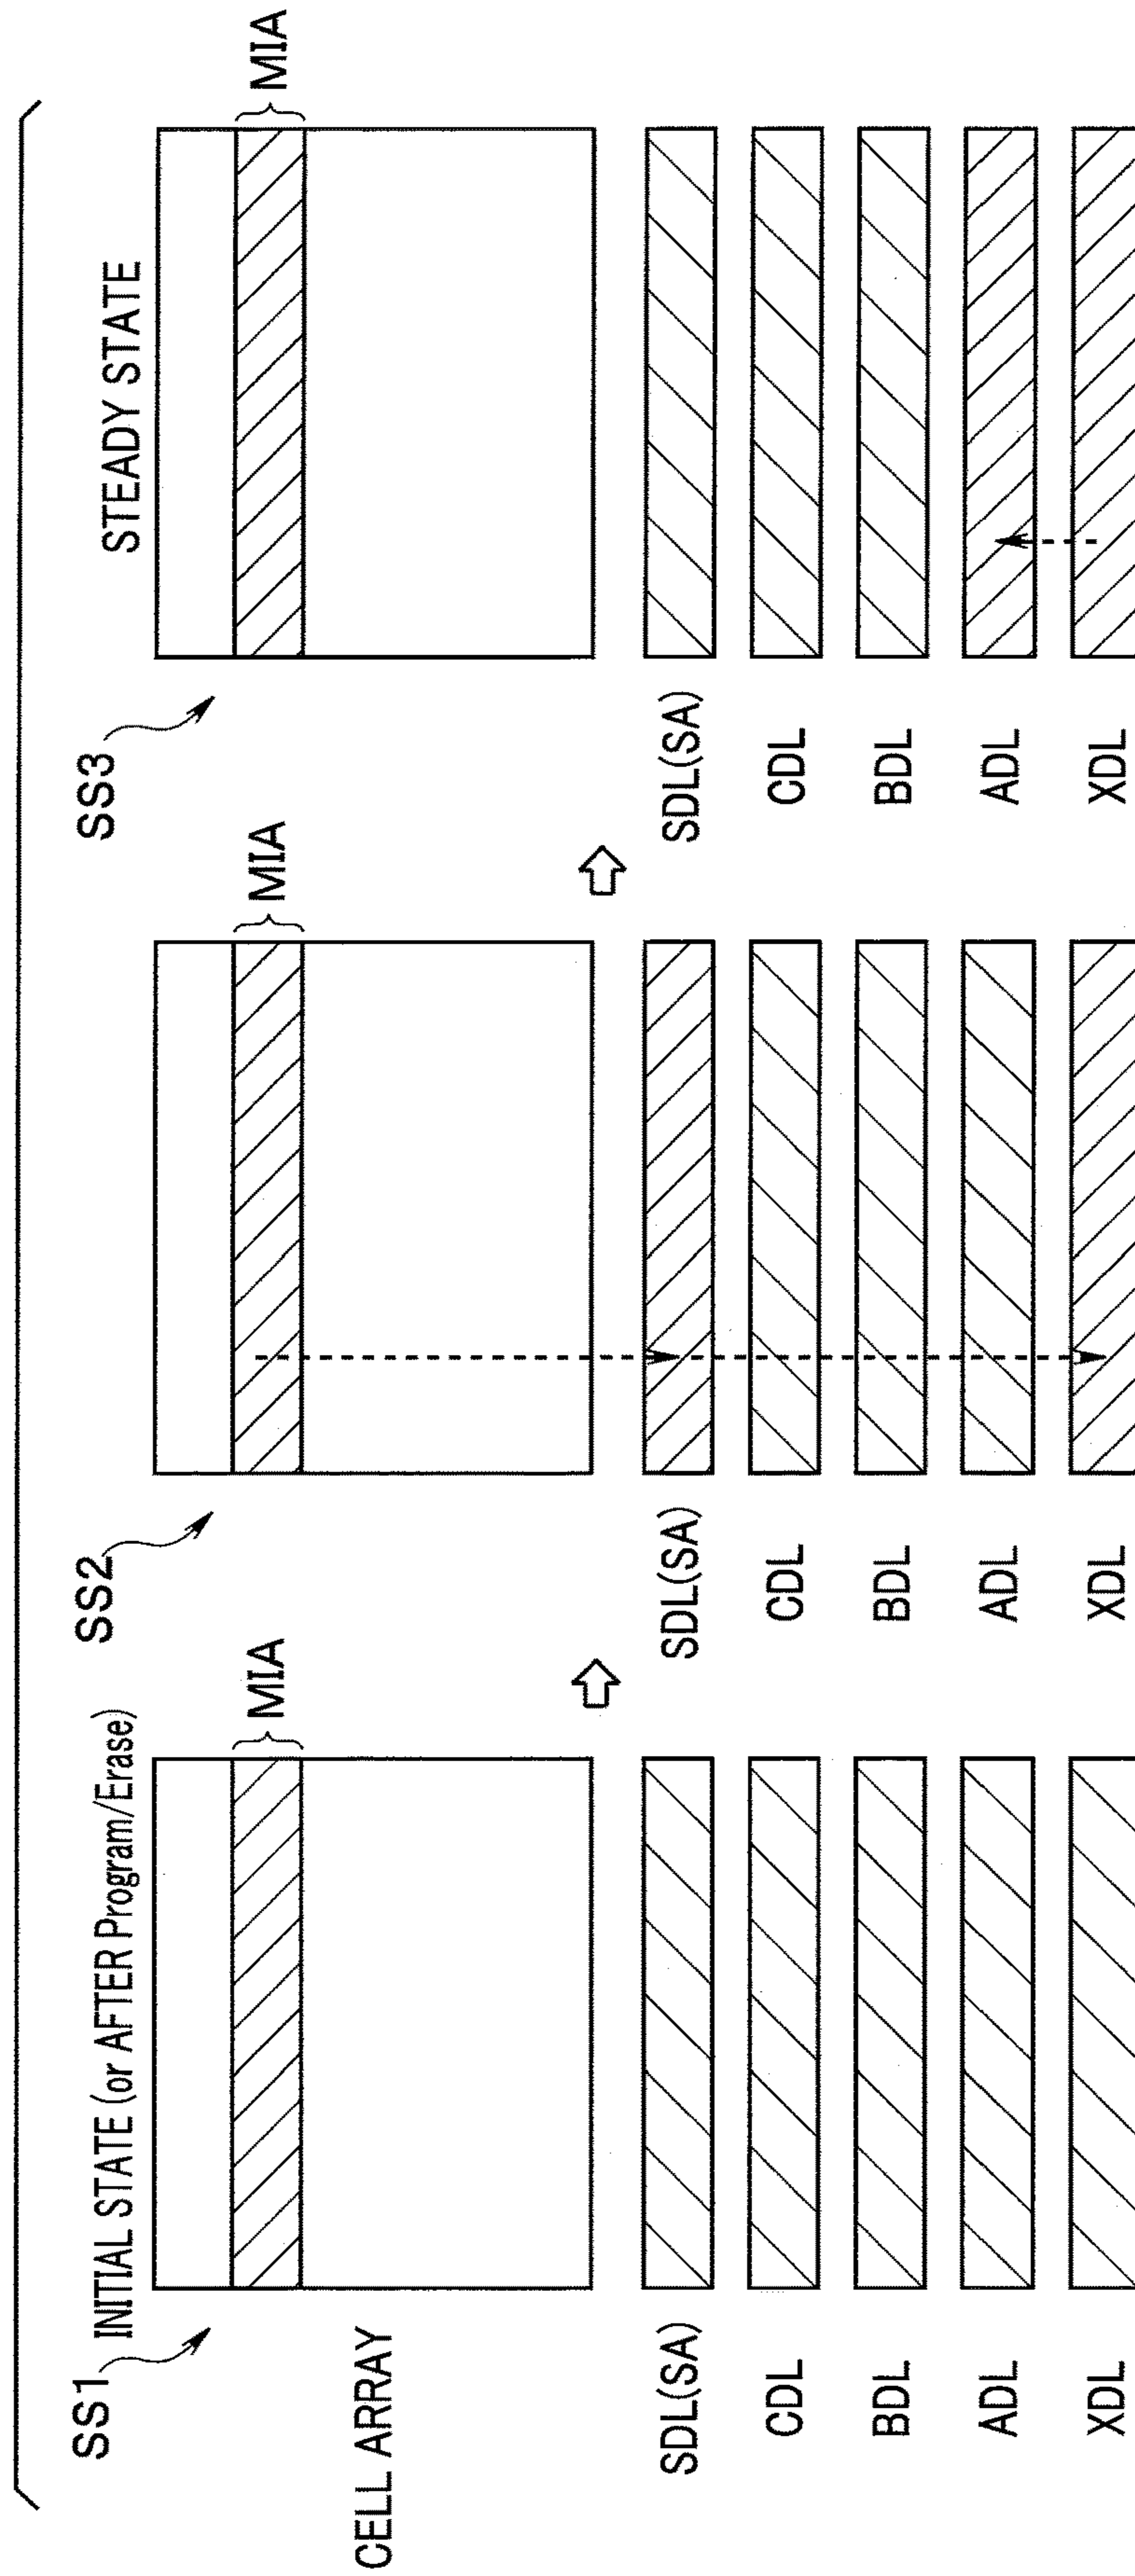 SS1
INITIAL STATE (or AFTER Program/Erase)
MIA
CELL ARRAY
SDL(SA)
CDL
BDL
ADL
XDL
SS2
MIA
SDL(SA)
CDL
BDL
ADL
XDL
SS3
STEADY STATE
MIA
SDL(SA)
CDL
BDL
ADL
XDL